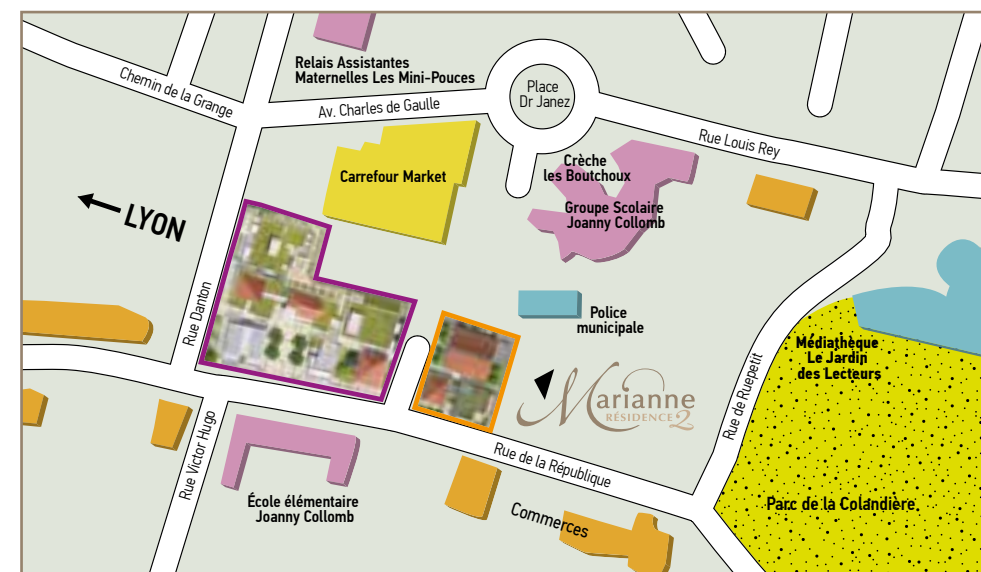 Relais Assistantes
Maternelles Les Mini-Pouces
Chemin de la Grange
Av. Charles de Gaulle
Place
Dr Janez
Rue Louis Rey
Carrefour Market
Crèche
les Boutchoux
Groupe Scolaire
Joanny Collomb
LYON
Rue Danton
Police
municipale
Médiathèque
Le Jardin
des Lecteurs
Marianne
RÉSIDENCE 2
Rue de Ruepetit
Rue Victor Hugo
Rue de la République
École élémentaire
Joanny Collomb
Commerces
Parc de la Colandière